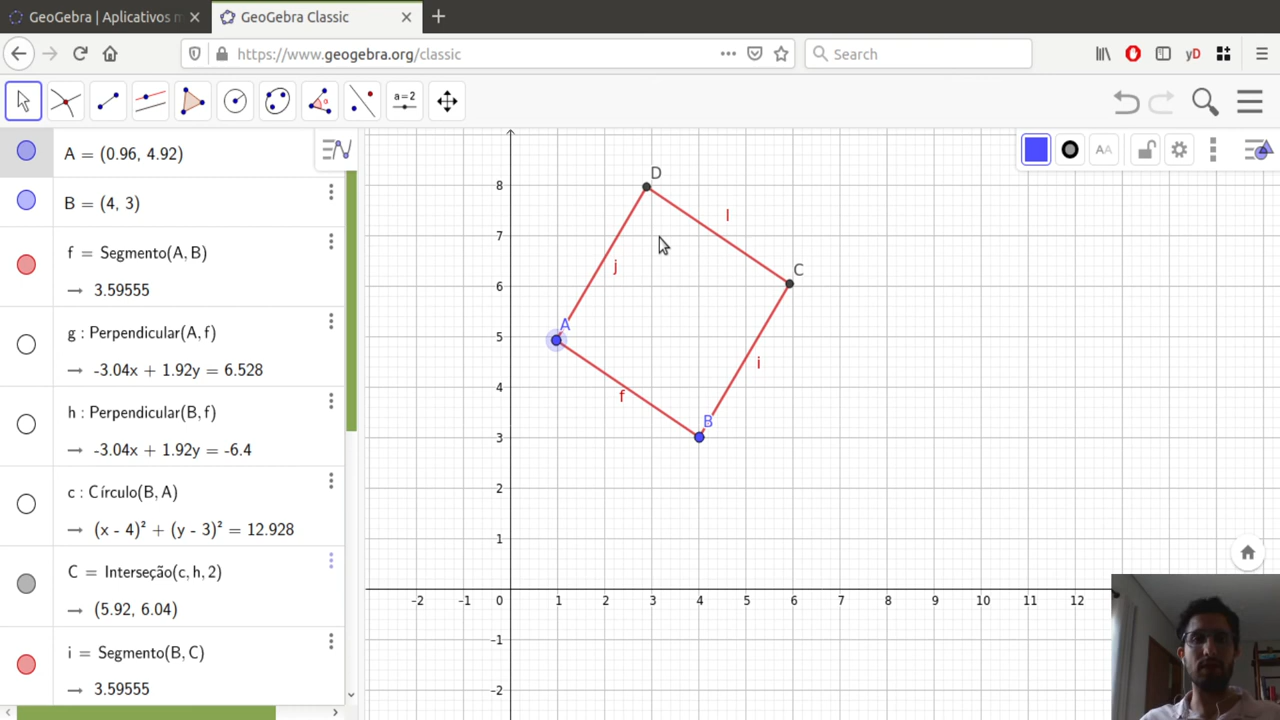 GeoGebra | Aplicativos m
GeoGebra Classic
https://www.geogebra.org/classic
Search
yD
a=2
A = (0.96, 4.92)
AA
B = (4, 3)
f = Segmento(A, B)
→ 3.59555
g : Perpendicular(A, f)
→ -3.04x + 1.92y = 6.528
h : Perpendicular(B, f)
→ -3.04x + 1.92y = -6.4
c : Círculo(B, A)
→ (x - 4)² + (y - 3)² = 12.928
C = Interseção(c, h, 2)
→ (5.92, 6.04)
i = Segmento(B, C)
→ 3.59555
D
8
l
7
j
C
6
A
5
i
4
f
B
3
2
1
-2 -1 0 1 2 3 4 5 6 7 8 9 10 11 12
-1
-2